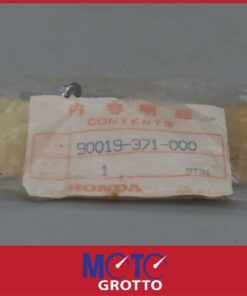 内容明細
CONTENTS
90019-371-000
1
HONDA
MOTO
GROTTO